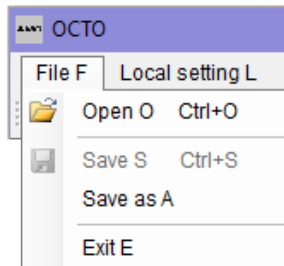 OCTO
File F Local setting L
Open O Ctrl+O
Save S Ctrl+S
Save as A
Exit E